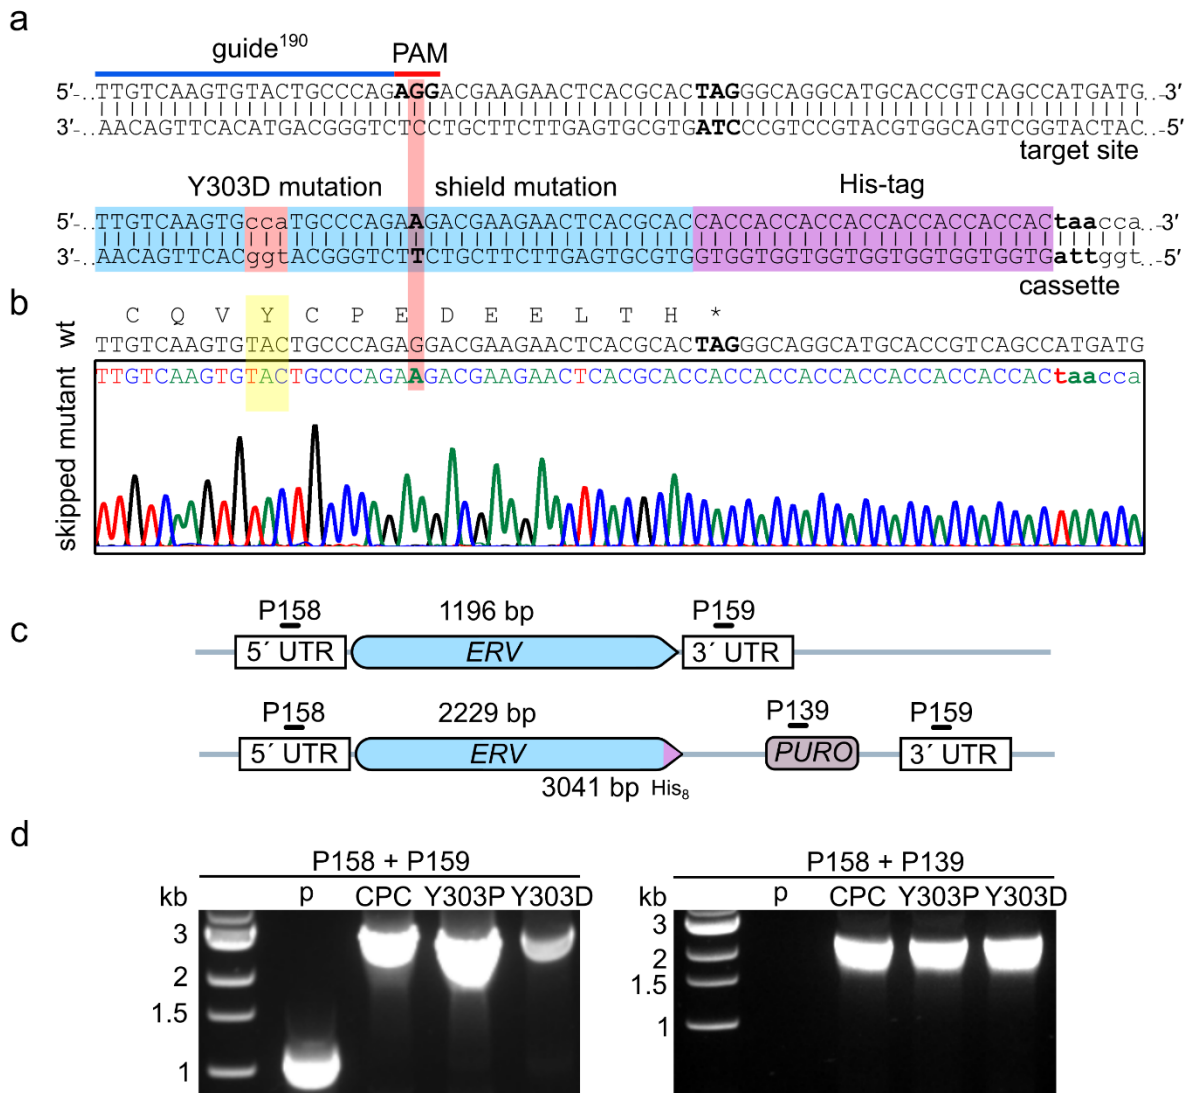 a
guide190 PAM
5′-..TTGTCAAGTGTACTGCCCAGAGGACGAAGAACTCACGCACTAGGGCAGGCATGCACCGTCAGCCATGATG..-3′
3′-..AACAGTTCACATGACGGGTCTCCTGCTTCTTGAGTGCGTGATCCCGTCCGTACGTGGCAGTCGGTACTAC..-5′
target site
Y303D mutation shield mutation His-tag
5′-..TTGTCAAGTGccaTGCCCAGAAGACGAAGAACTCACGCACCACCACCACCACCACCACCACtaacca..-3′
3′-..AACAGTTCACggtACGGGTCTTCTGCTTCTTGAGTGCGTGGTGGTGGTGGTGGTGGTGGTGattggt..-5′
cassette
b
wt
C Q V Y C P E D E E L T H *
TTGTCAAGTGTACTGCCCAGAGGACGAAGAACTCACGCACTAGGGCAGGCATGCACCGTCAGCCATGATG
skipped mutant
TTGTCAAGTGTACTGCCCAGAAGACGAAGAACTCACGCACCACCACCACCACCACCACCACtaacca
c
P158 1196 bp P159
5′ UTR ERV 3′ UTR
P158 2229 bp P139 P159
5′ UTR ERV PURO 3′ UTR
3041 bp His8
d
P158 + P159
kb p CPC Y303P Y303D
3
2
1.5
1
P158 + P139
kb p CPC Y303P Y303D
3
2
1.5
1